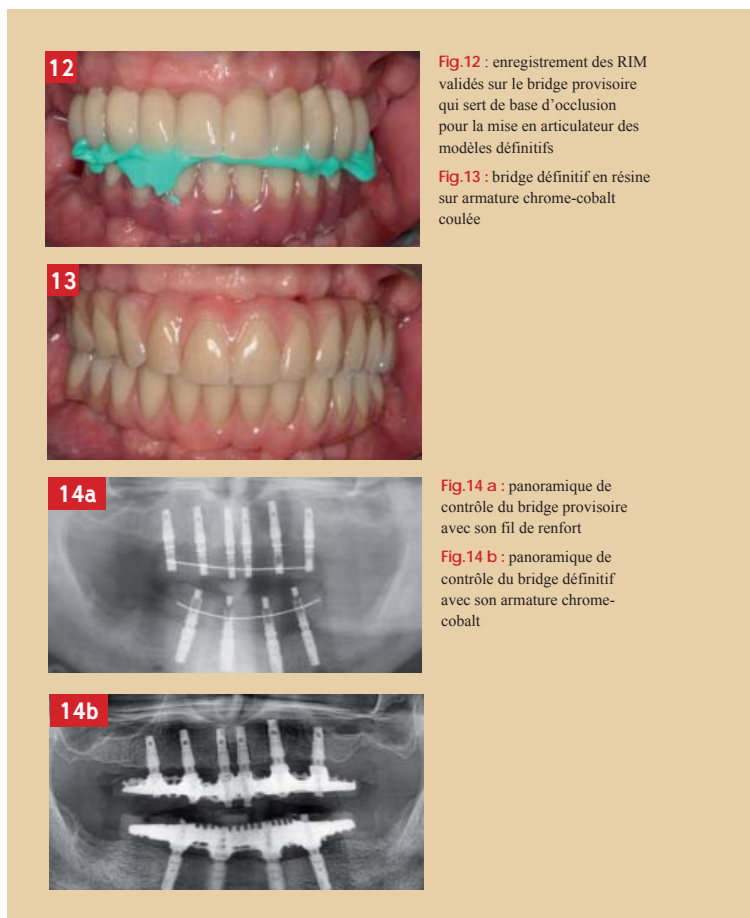 12
Fig.12 : enregistrement des RIM
validés sur le bridge provisoire
qui sert de base d’occlusion
pour la mise en articulateur des
modèles définitifs
Fig.13 : bridge définitif en résine
sur armature chrome-cobalt
coulée
13
14a
Fig.14 a : panoramique de
contrôle du bridge provisoire
avec son fil de renfort
Fig.14 b : panoramique de
contrôle du bridge définitif
avec son armature chrome-
cobalt
14b